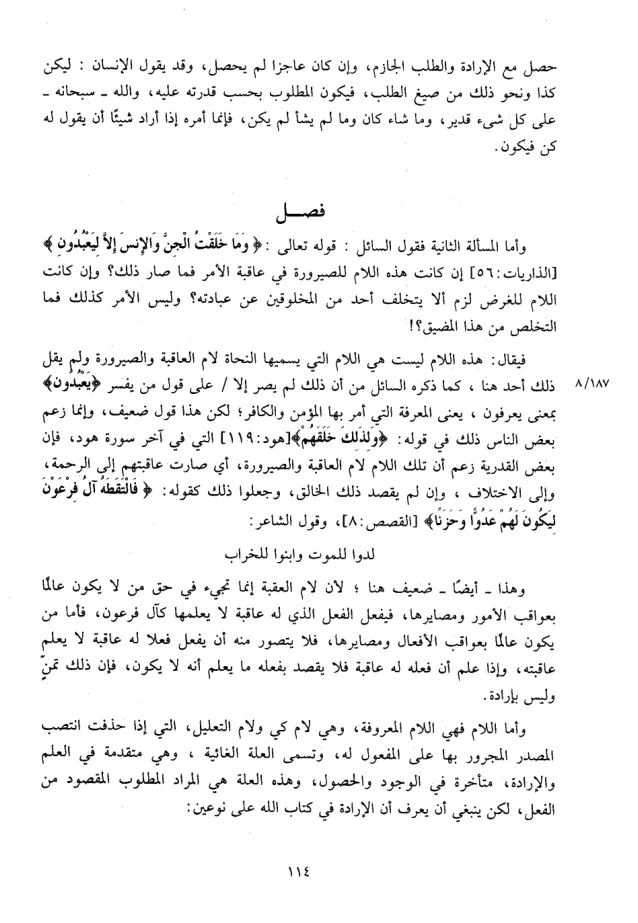 حصل مع الإرادة والطلب الجازم، وإن كان عاجزا لم يحصل، وقد يقول الإنسان : ليكن
كذا ونحو ذلك من صيغ الطلب، فيكون المطلوب بحسب قدرته عليه، والله ـ سبحانه ـ
على كل شىء قدير، وما شاء كان وما لم يشأ لم يكن، فإنما أمره إذا أراد شيئًا أن يقول له
كن فيكون.
فصـــل
وأما المسألة الثانية فقول السائل : قوله تعالى :﴿ وَمَا خَلَقْتُ الْجِنَّ وَالإِنسَ إِلاَّ لِيَعْبُدُونِ ﴾
[الذاريات:٥٦] إن كانت هذه اللام للصيرورة في عاقبة الأمر فما صار ذلك؟ وإن كانت
اللام للغرض لزم ألا يتخلف أحد من المخلوقين عن عبادته؟ وليس الأمر كذلك فما
التخلص من هذا المضيق؟!
فيقال: هذه اللام ليست هي اللام التي يسميها النحاة لام العاقبة والصيرورة ولم يقل
ذلك أحد هنا ، كما ذكره السائل من أن ذلك لم يصر إلا / على قول من يفسر ﴿يَعْبُدُون﴾
٨/١٨٧
بمعنى يعرفون ، يعنى المعرفة التي أمر بها المؤمن والكافر؛ لكن هذا قول ضعيف، وإنما زعم
بعض الناس ذلك في قوله: ﴿وَلِذَلِكَ خَلَقَهُمْ﴾[هود:١١٩] التي في آخر سورة هود، فإن
بعض القدرية زعم أن تلك اللام لام العاقبة والصيرورة، أي صارت عاقبتهم إلى الرحمة،
وإلى الاختلاف ، وإن لم يقصد ذلك الخالق، وجعلوا ذلك كقوله: ﴿ فَالْتَقَطَهُ آلُ فِرْعَوْنَ
لِيَكُونَ لَهُمْ عَدُوًّا وَحَزَنًا﴾ [القصص:٨]، وقول الشاعر:
لدوا للموت وابنوا للخراب
وهذا ـ أيضًا ـ ضعيف هنا ؛ لأن لام العقبة إنما تجيء في حق من لا يكون عالمًا
بعواقب الأمور ومصايرها، فيفعل الفعل الذي له عاقبة لا يعلمها كآل فرعون، فأما من
يكون عالمًا بعواقب الأفعال ومصايرها، فلا يتصور منه أن يفعل فعلا له عاقبة لا يعلم
عاقبته، وإذا علم أن فعله له عاقبة فلا يقصد بفعله ما يعلم أنه لا يكون، فإن ذلك تمنٍّ
وليس بإرادة.
وأما اللام فهي اللام المعروفة، وهي لام كي ولام التعليل، التي إذا حذفت انتصب
المصدر المجرور بها على المفعول له، وتسمى العلة الغائية ، وهي متقدمة في العلم
والإرادة، متأخرة في الوجود والحصول، وهذه العلة هي المراد المطلوب المقصود من
الفعل، لكن ينبغي أن يعرف أن الإرادة في كتاب الله على نوعين:
١١٤